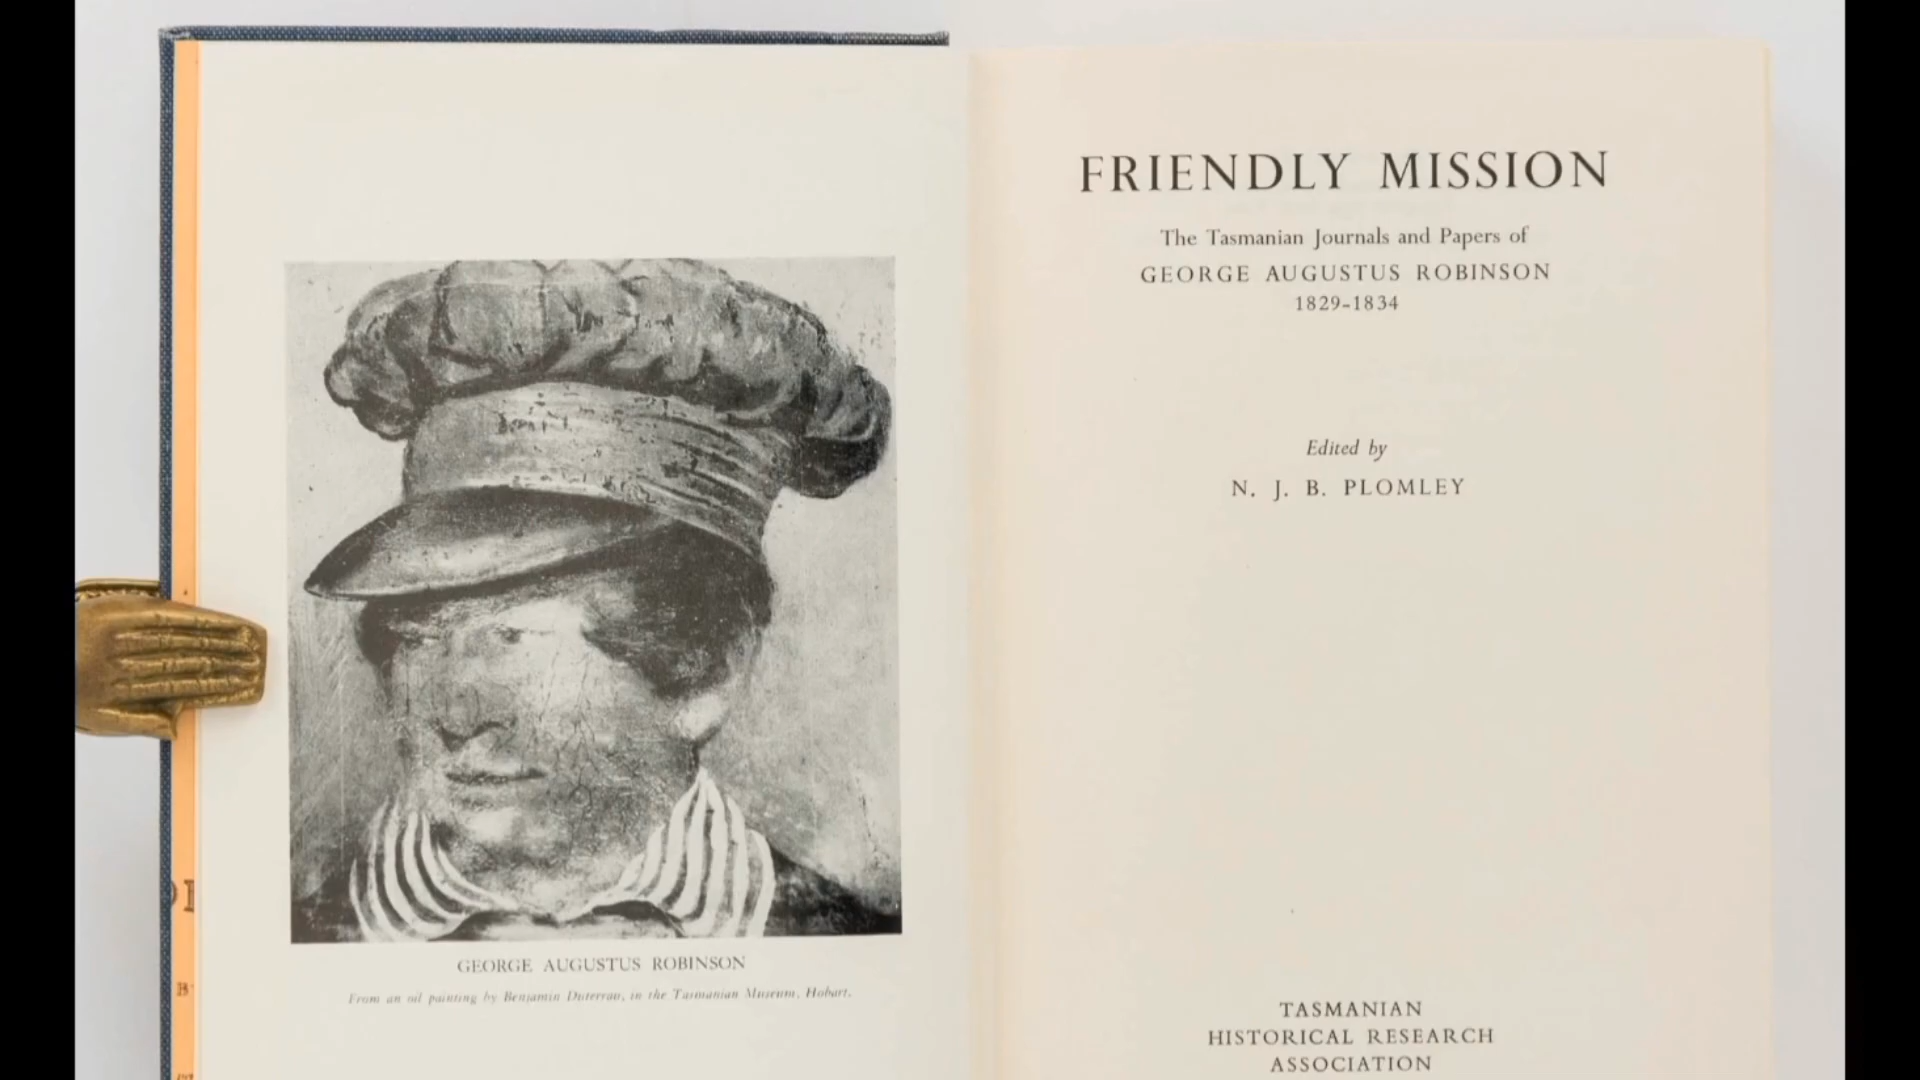 GEORGE AUGUSTUS ROBINSON
From an oil painting by Benjamin Duterrau, in the Tasmanian Museum, Hobart.
FRIENDLY MISSION
The Tasmanian Journals and Papers of
GEORGE AUGUSTUS ROBINSON
1829-1834
Edited by
N. J. B. PLOMLEY
TASMANIAN
HISTORICAL RESEARCH
ASSOCIATION